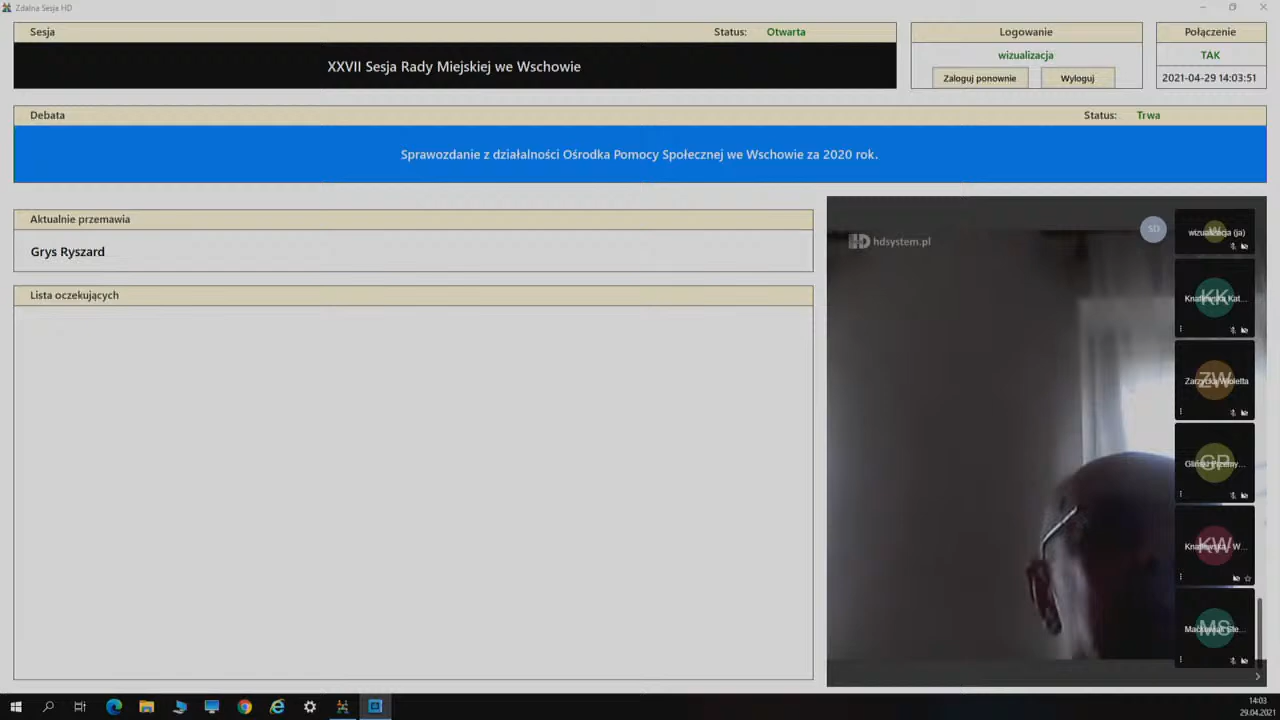 Zdalna Sesja HD
Sesja
Status: Otwarta
XXVII Sesja Rady Miejskiej we Wschowie
Logowanie
wizualizacja
Zaloguj ponownie
Wyloguj
Połączenie
TAK
2021-04-29 14:03:51
Debata
Status: Trwa
Sprawozdanie z działalności Ośrodka Pomocy Społecznej we Wschowie za 2020 rok.
Aktualnie przemawia
Grys Ryszard
Lista oczekujących
HD hdsystem.pl
SD
W
wizualizacja (ja)
KK
Kat...
ZW
Zarzycka Wioletta
GP
KW
- W...
MS
14:03
29.04.2021